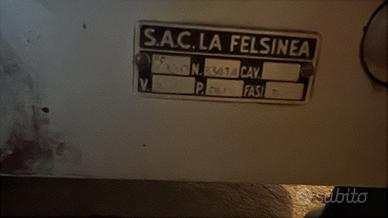 S.A.C. LA FELSINEA
N. CAV.
V. P. FASI
subito